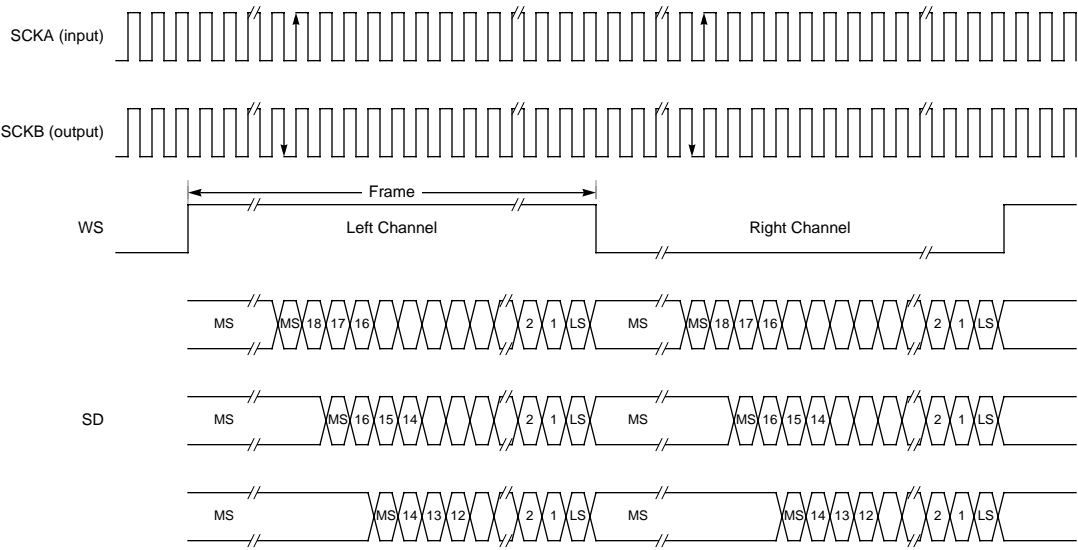 SCKA (input)
SCKB (output)
Frame
WS
Left Channel
Right Channel
MS MS 18 17 16 2 1 LS MS MS 18 17 16 2 1 LS
SD
MS MS 16 15 14 2 1 LS MS MS 16 15 14 2 1 LS
MS MS 14 13 12 2 1 LS MS MS 14 13 12 2 1 LS